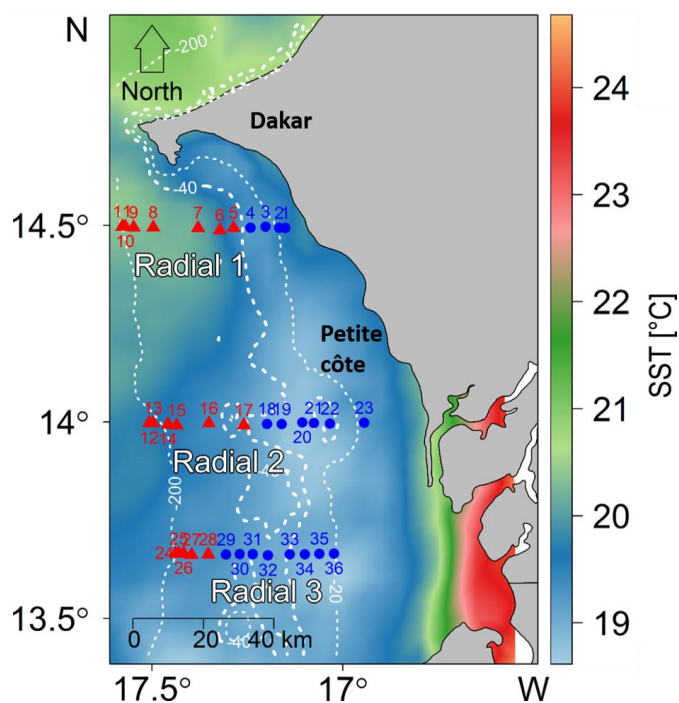 N
-200
North
Dakar
-40
11 9 8 7 6 5 4 3 2 1
10
14.5°
Radial 1
Petite
côte
13 15 16 17 18 19 21 22 23
14°
12 14 20
Radial 2
-200
25 27 28 29 31 33 35
24
26 30 32 34 36
Radial 3
-20
13.5°
0 20 40 km
-40
17.5° 17° W
24
23
22
21
20
19
SST [°C]